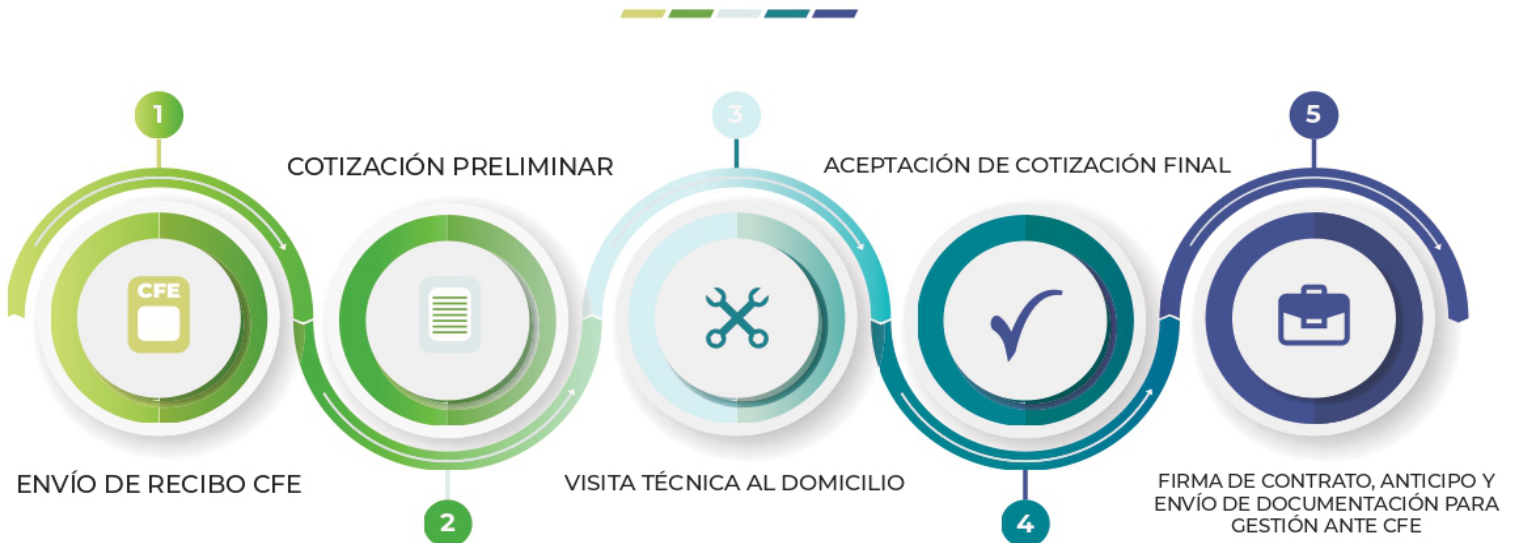 1
CFE
ENVÍO DE RECIBO CFE
COTIZACIÓN PRELIMINAR
2
3
VISITA TÉCNICA AL DOMICILIO
ACEPTACIÓN DE COTIZACIÓN FINAL
4
5
FIRMA DE CONTRATO, ANTICIPO Y
ENVÍO DE DOCUMENTACIÓN PARA
GESTIÓN ANTE CFE